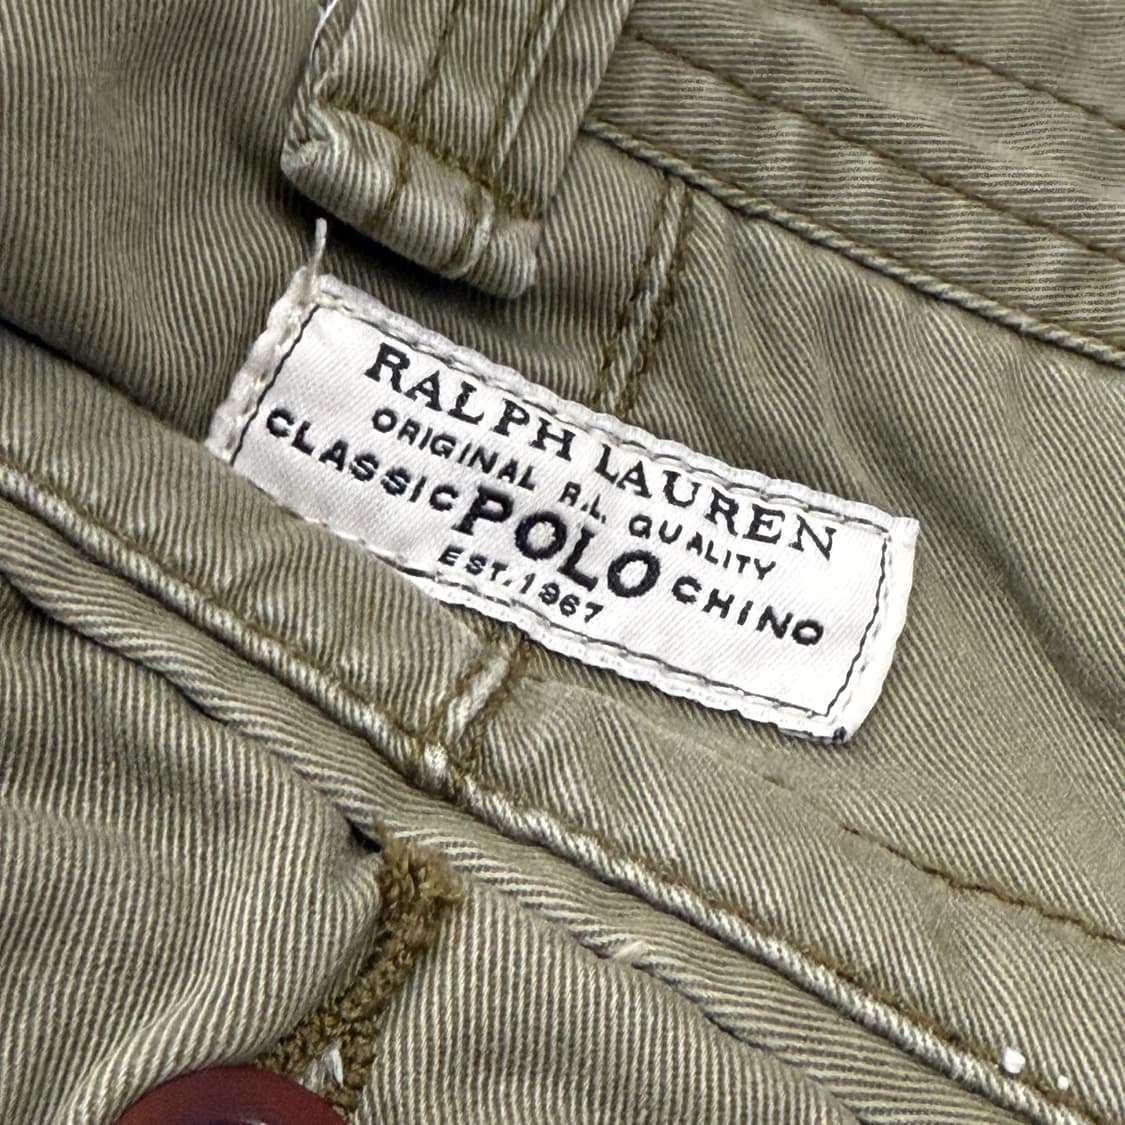 RALPH LAUREN
ORIGINAL R.L. QUALITY
CLASSIC POLO CHINO
EST. 1967